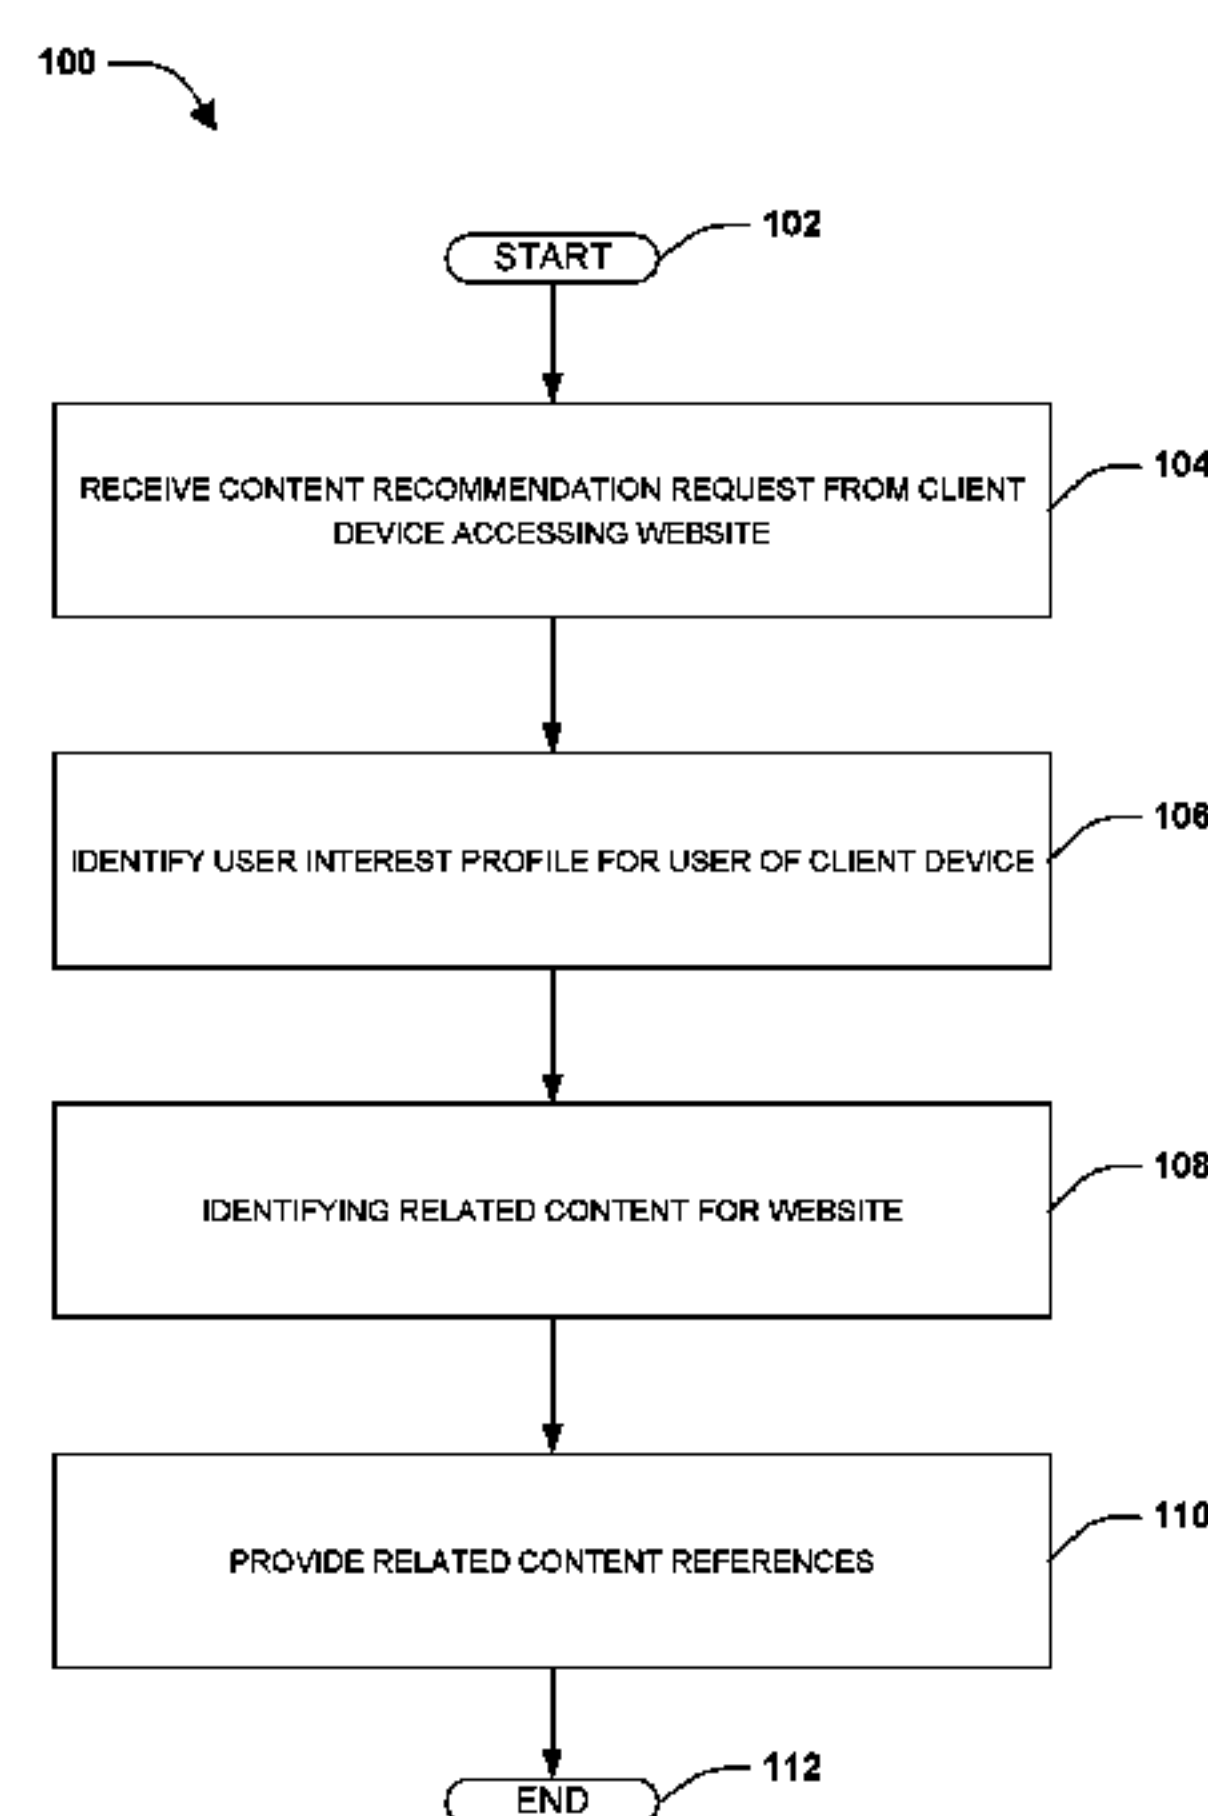 100
START
102
RECEIVE CONTENT RECOMMENDATION REQUEST FROM CLIENT
DEVICE ACCESSING WEBSITE
104
IDENTIFY USER INTEREST PROFILE FOR USER OF CLIENT DEVICE
106
IDENTIFYING RELATED CONTENT FOR WEBSITE
108
PROVIDE RELATED CONTENT REFERENCES
110
END
112